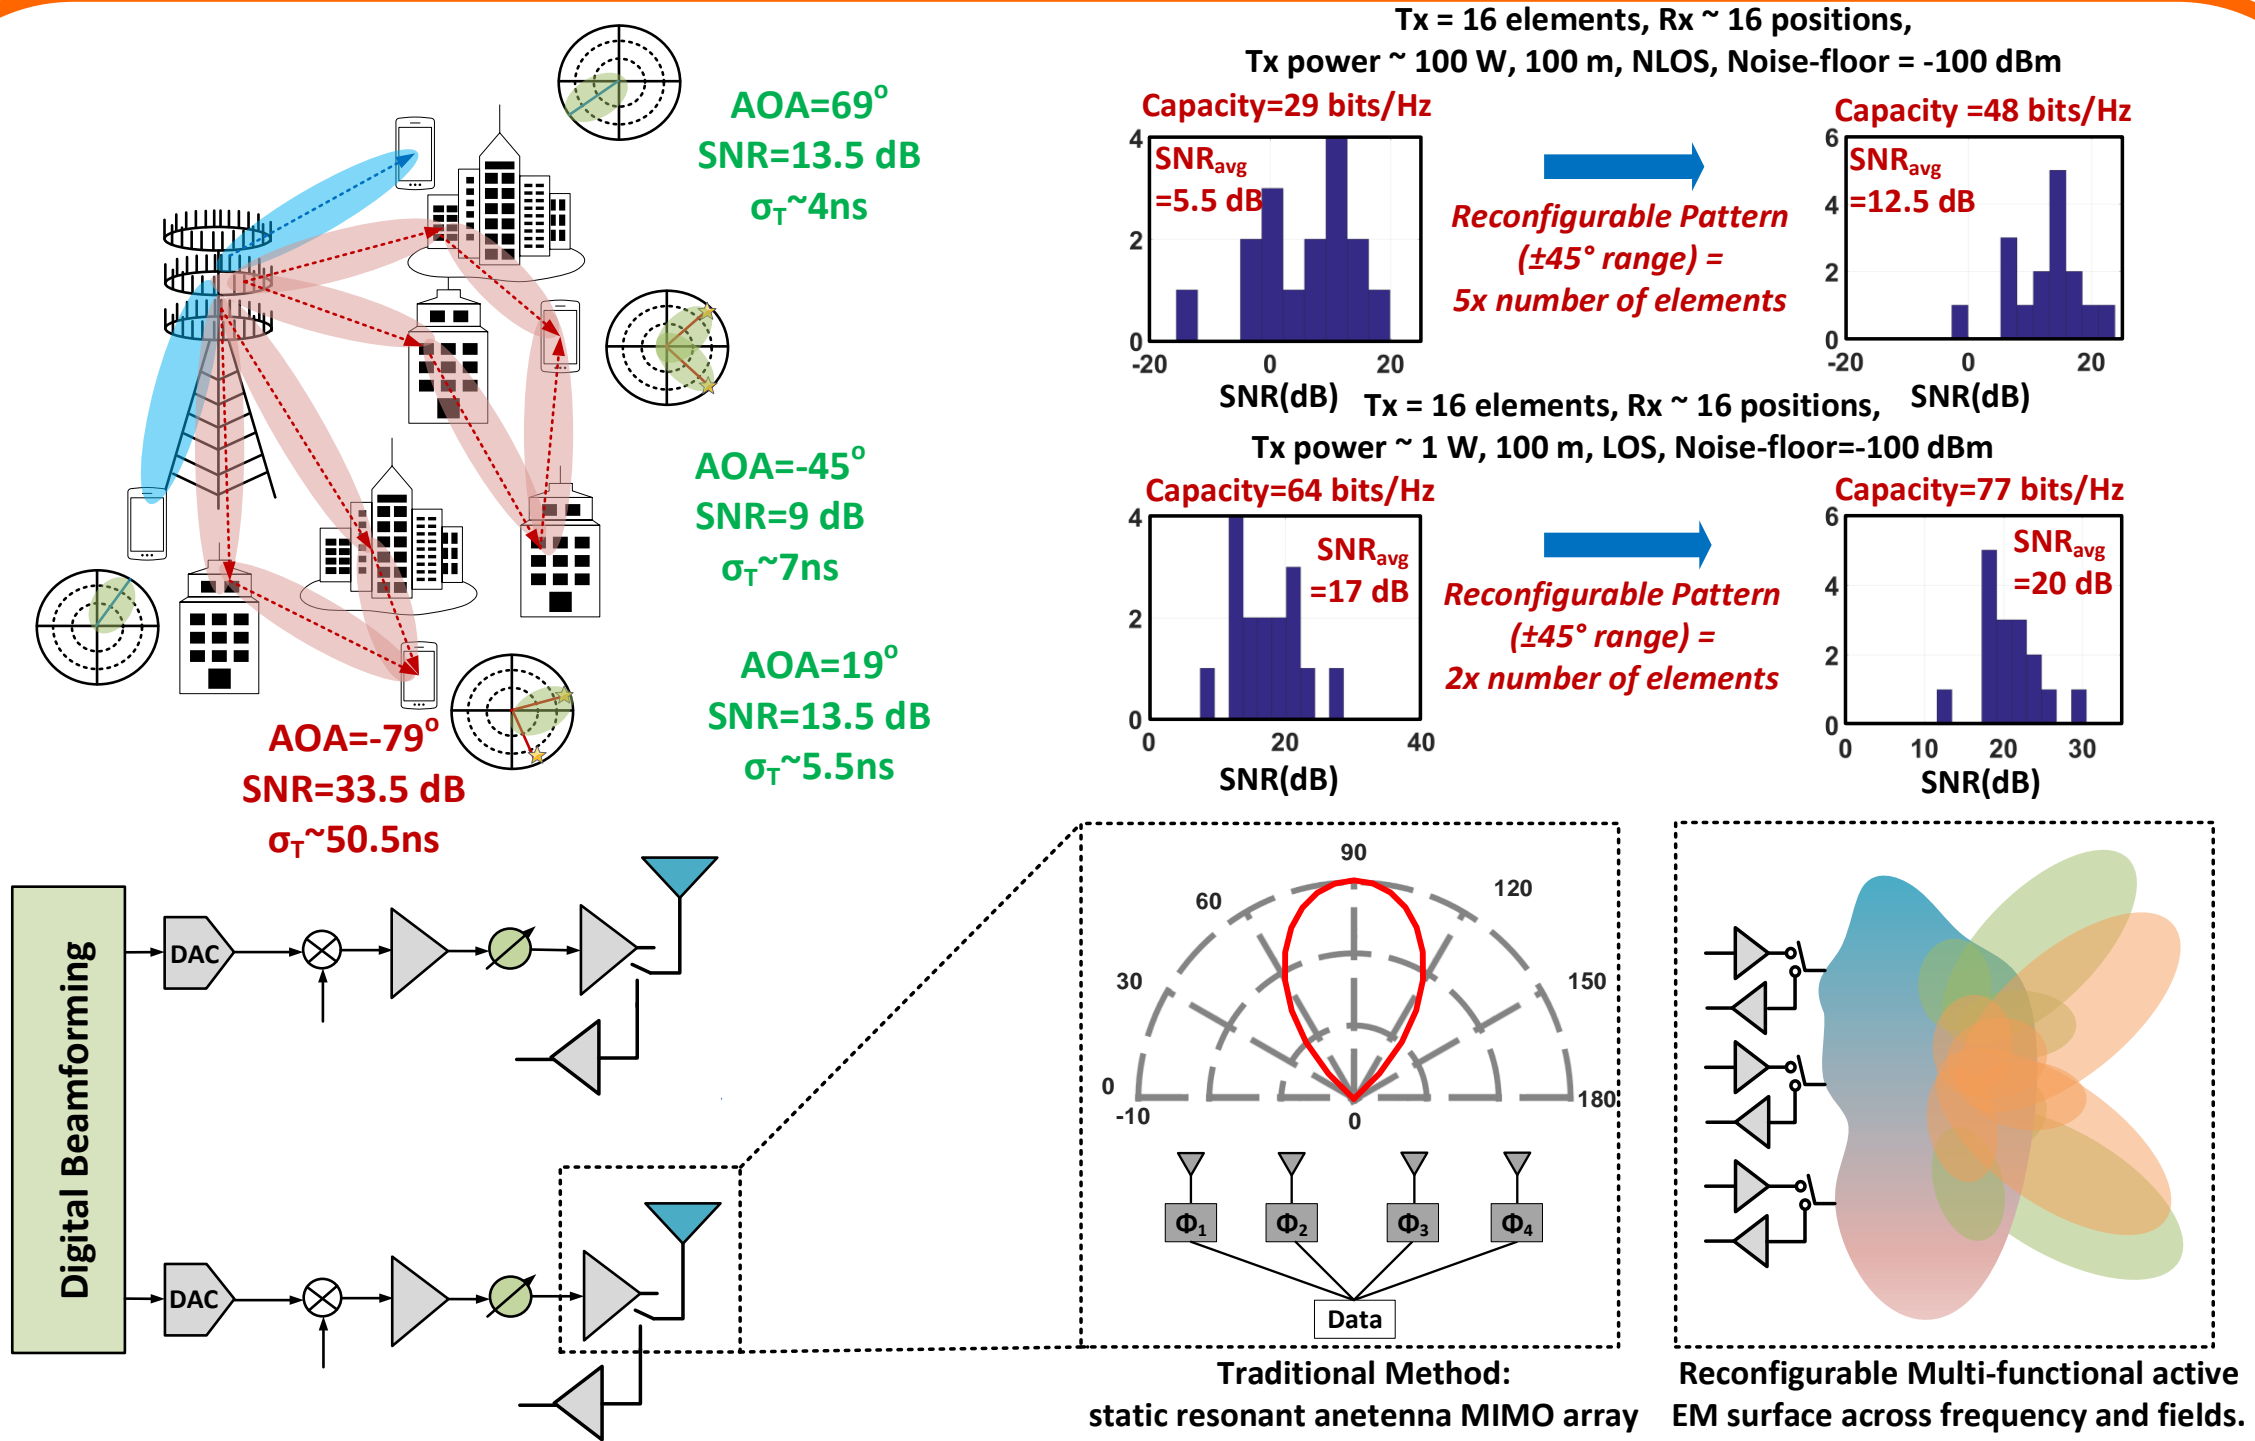 Tx = 16 elements, Rx ~ 16 positions,
Tx power ~ 100 W, 100 m, NLOS, Noise-floor = -100 dBm
AOA=69°
SNR=13.5 dB
σT~4ns
Capacity=29 bits/Hz
4
2
0
SNRavg
=5.5 dB
-20
0
20
SNR(dB)
Reconfigurable Pattern
(±45° range) =
5x number of elements
Capacity =48 bits/Hz
6
4
2
0
SNRavg
=12.5 dB
-20
0
20
SNR(dB)
Tx = 16 elements, Rx ~ 16 positions,
Tx power ~ 1 W, 100 m, LOS, Noise-floor=-100 dBm
AOA=-45°
SNR=9 dB
σT~7ns
Capacity=64 bits/Hz
4
2
0
SNRavg
=17 dB
0
20
40
SNR(dB)
Reconfigurable Pattern
(±45° range) =
2x number of elements
Capacity=77 bits/Hz
6
4
2
0
SNRavg
=20 dB
0
10
20
30
SNR(dB)
AOA=19°
SNR=13.5 dB
σT~5.5ns
AOA=-79°
SNR=33.5 dB
σT~50.5ns
Digital Beamforming
DAC
DAC
90
60
120
30
150
0
180
-10
0
Φ1
Φ2
Φ3
Φ4
Data
Traditional Method:
static resonant anetenna MIMO array
Reconfigurable Multi-functional active
EM surface across frequency and fields.